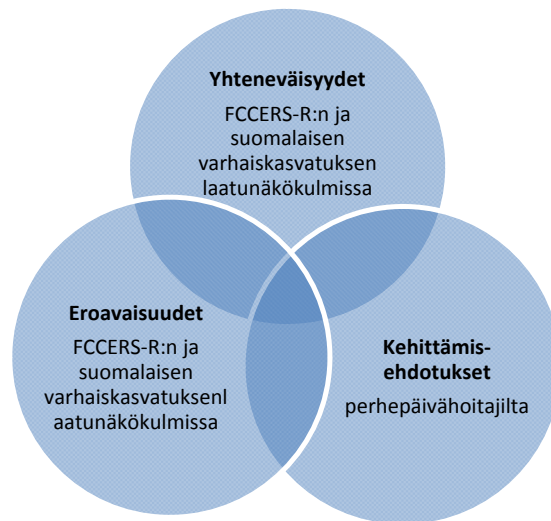 Yhteneväisyydet
FCCERS-R:n ja
suomalaisen
varhaiskasvatuksen
laatunäkökulmissa
Eroavaisuudet
FCCERS-R:n ja
suomalaisen
varhaiskasvatuksenl
aatunäkökulmissa
Kehittämis-
ehdotukset
perhepäivähoitajilta